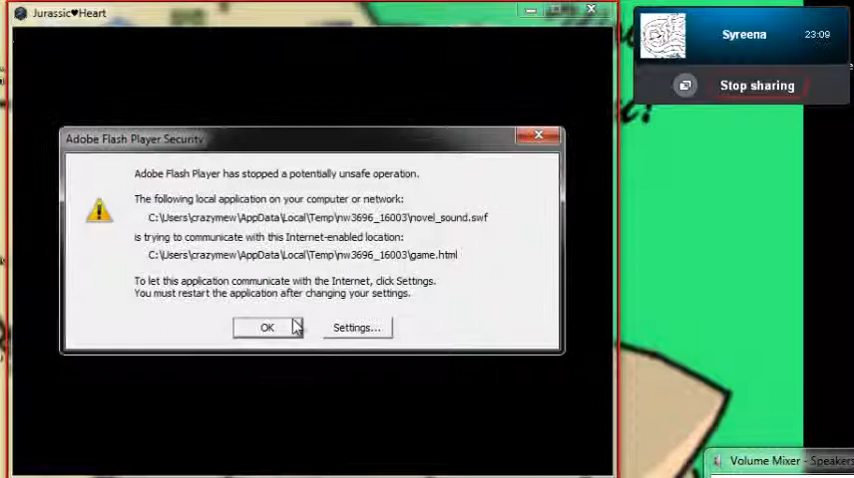 Jurassic♥Heart
Syreena
23:09
Stop sharing
Adobe Flash Player Security
Adobe Flash Player has stopped a potentially unsafe operation.
The following local application on your computer or network:
C:\Users\crazymew\AppData\Local\Temp\nw3696_16003\novel_sound.swf
is trying to communicate with this Internet-enabled location:
C:\Users\crazymew\AppData\Local\Temp\nw3696_16003\game.html
To let this application communicate with the Internet, click Settings.
You must restart the application after changing your settings.
OK
Settings...
Volume Mixer - Speakers